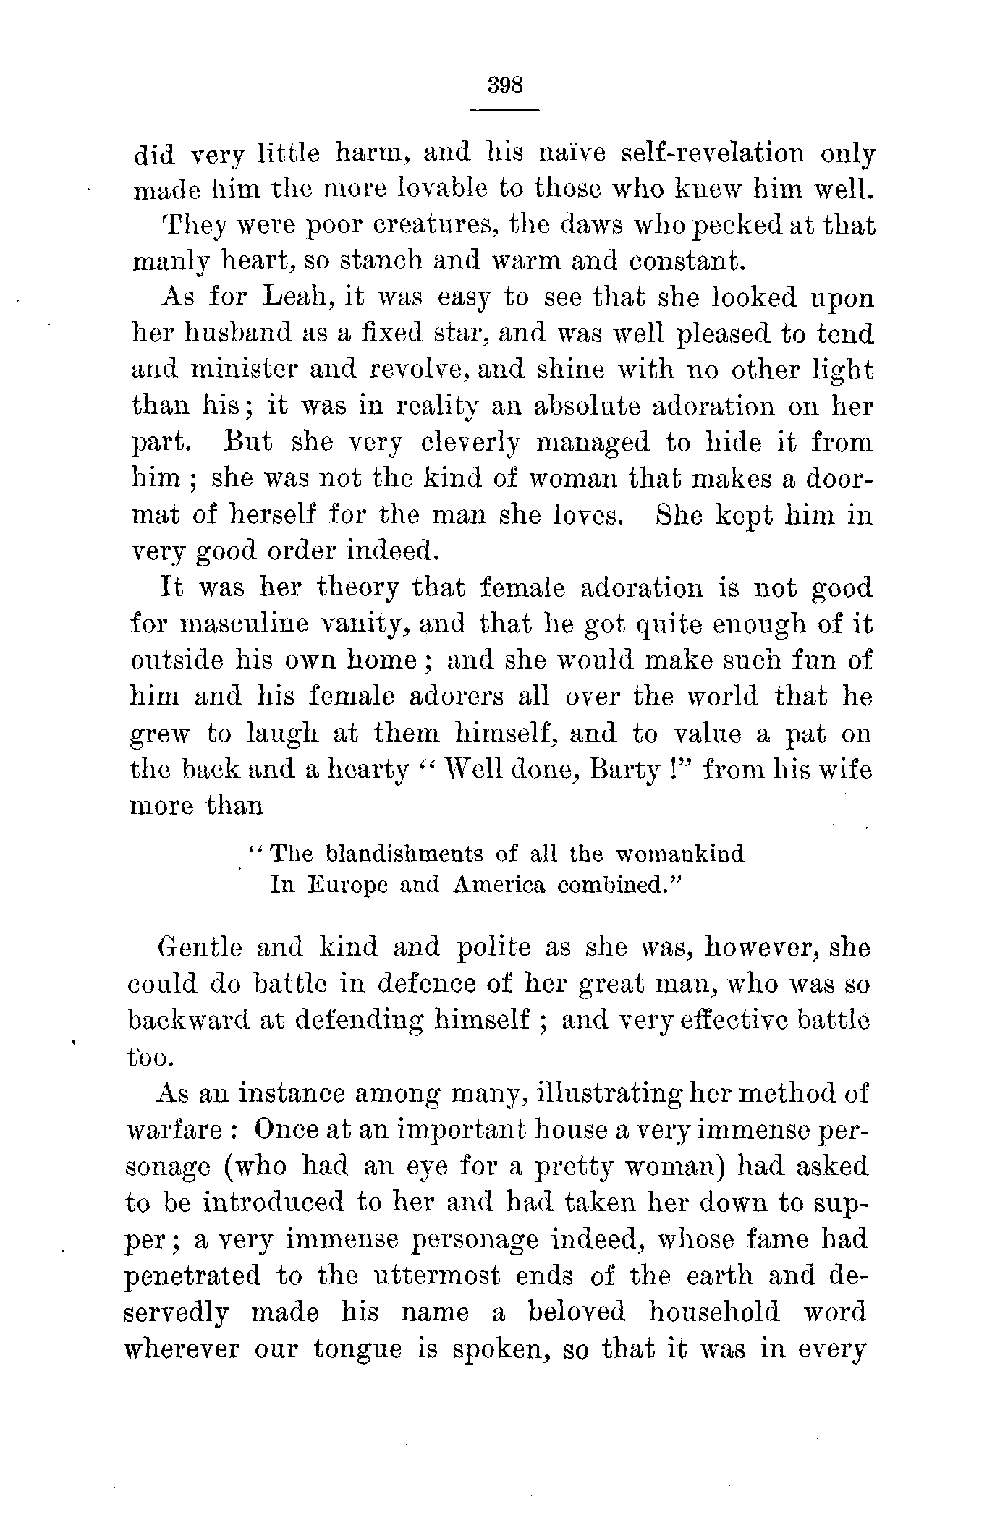 398
did very little harm, and his naïve self-revelation only
made him the more lovable to those who knew him well.
They were poor creatures, the daws who pecked at that
manly heart, so stanch and warm and constant.
As for Leah, it was easy to see that she looked upon
her husband as a fixed star, and was well pleased to tend
and minister and revolve, and shine with no other light
than his; it was in reality an absolute adoration on her
part. But she very cleverly managed to hide it from
him ; she was not the kind of woman that makes a door-
mat of herself for the man she loves. She kept him in
very good order indeed.
It was her theory that female adoration is not good
for masculine vanity, and that he got quite enough of it
outside his own home ; and she would make such fun of
him and his female adorers all over the world that he
grew to laugh at them himself, and to value a pat on
the back and a hearty “ Well done, Barty !” from his wife
more than
“ The blandishments of all the womankind
In Europe and America combined.”
Gentle and kind and polite as she was, however, she
could do battle in defence of her great man, who was so
backward at defending himself ; and very effective battle
too.
As an instance among many, illustrating her method of
warfare : Once at an important house a very immense per-
sonage (who had an eye for a pretty woman) had asked
to be introduced to her and had taken her down to sup-
per ; a very immense personage indeed, whose fame had
penetrated to the uttermost ends of the earth and de-
servedly made his name a beloved household word
wherever our tongue is spoken, so that it was in every